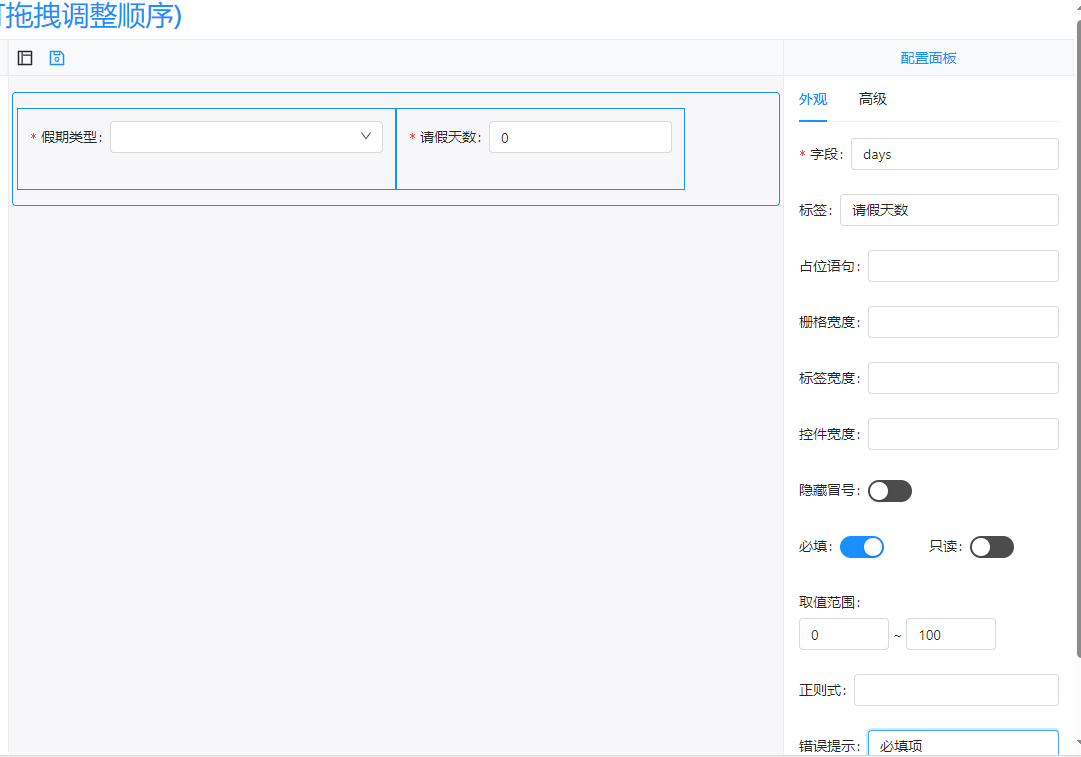 拖拽调整顺序)
配置面板
外观 高级
* 假期类型:
* 请假天数: 0
* 字段: days
标签: 请假天数
占位语句:
栅格宽度:
标签宽度:
控件宽度:
隐藏冒号:
必填: 只读:
取值范围:
0 ~ 100
正则式:
错误提示: 必填项